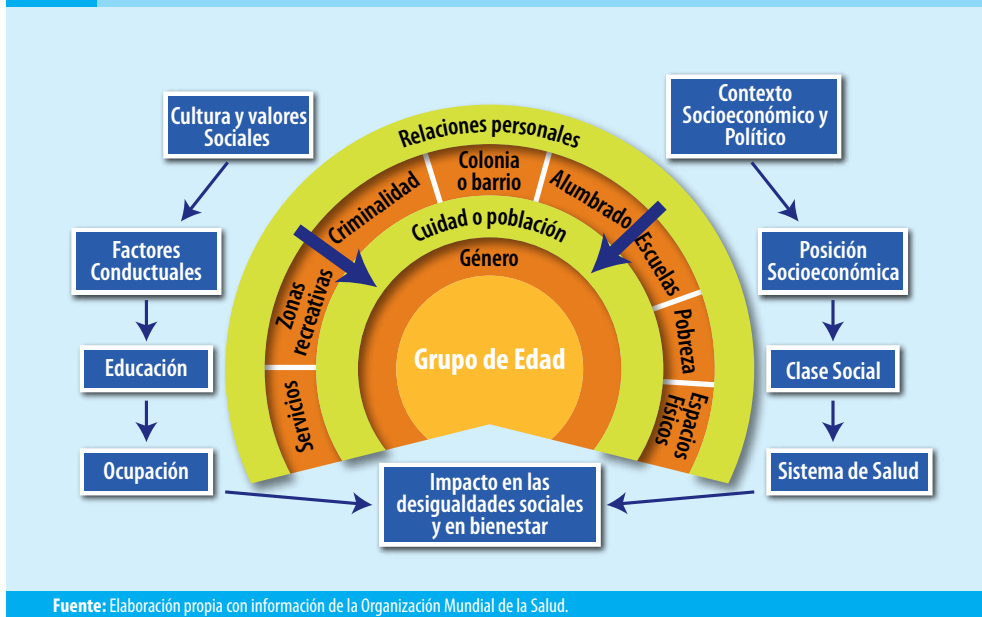 Cultura y valores
Sociales
Factores
Conductuales
Educación
Ocupación
Relaciones personales
Servicios
Zonas
recreativas
Criminalidad
Colonia
o barrio
Alumbrado
Escuelas
Pobreza
Espacios
Físicos
Cuidad o población
Género
Grupo de Edad
Contexto
Socioeconómico y
Político
Posición
Socioeconómica
Clase Social
Sistema de Salud
Impacto en las
desigualdades sociales
y en bienestar
Fuente: Elaboración propia con información de la Organización Mundial de la Salud.